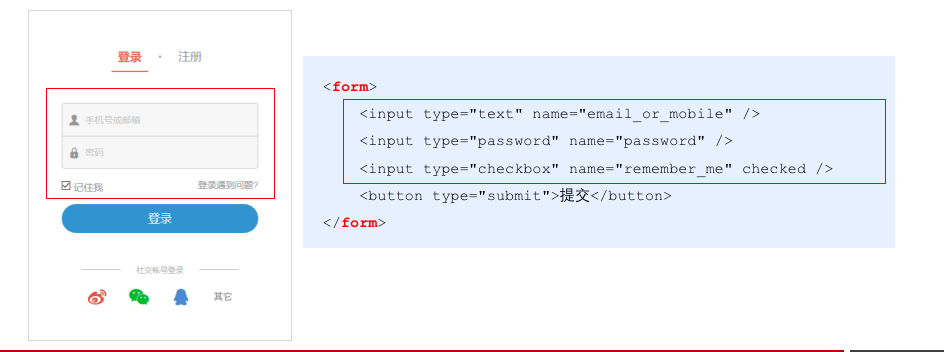 登录 · 注册
手机号或邮箱
密码
记住我 登录遇到问题?
登录
社交帐号登录
其它
<form>
<input type="text" name="email_or_mobile" />
<input type="password" name="password" />
<input type="checkbox" name="remember_me" checked />
<button type="submit">提交</button>
</form>